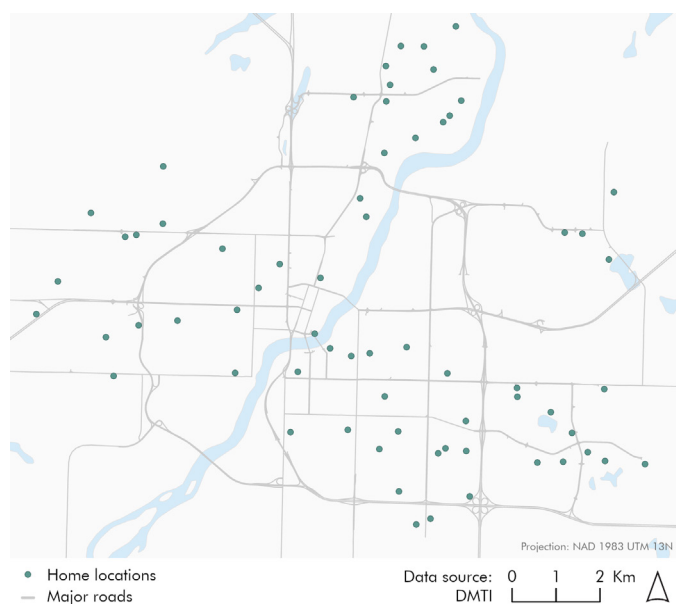 Projection: NAD 1983 UTM 13N
Home locations
Major roads
Data source:
DMTI
0 1 2 Km